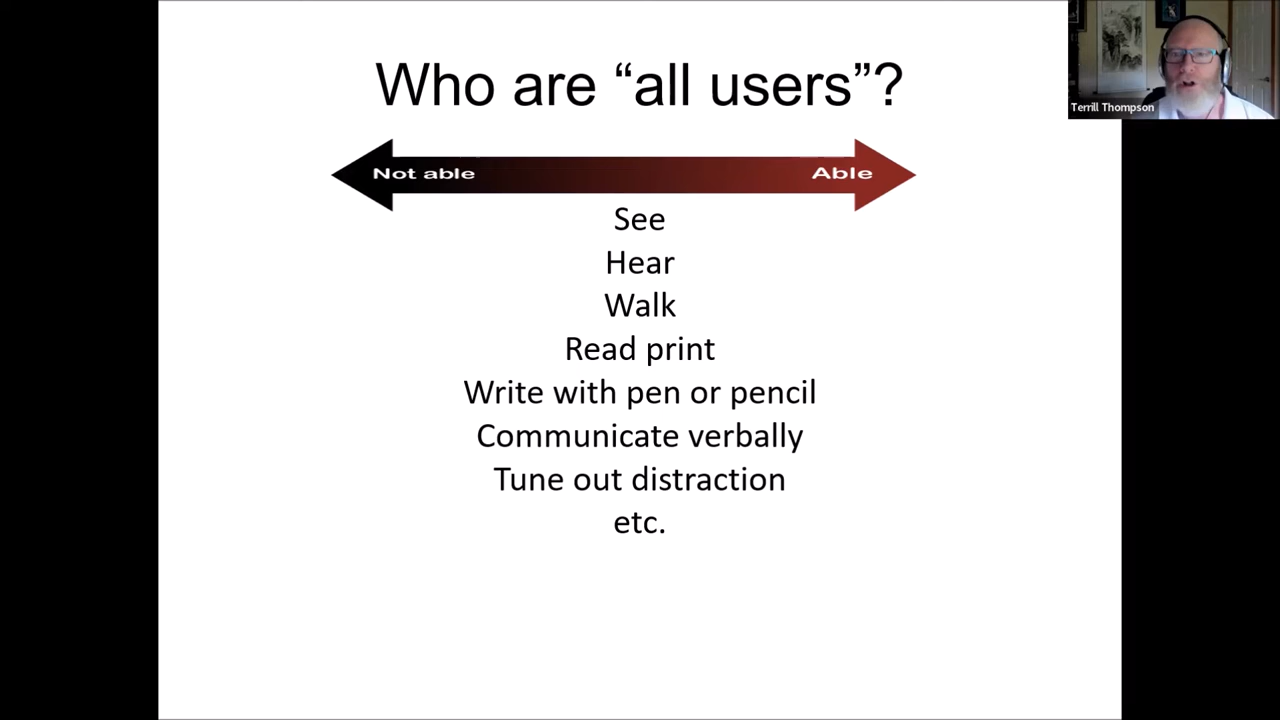 Who are “all users”?
Terrill Thompson
Not able
Able
See
Hear
Walk
Read print
Write with pen or pencil
Communicate verbally
Tune out distraction
etc.